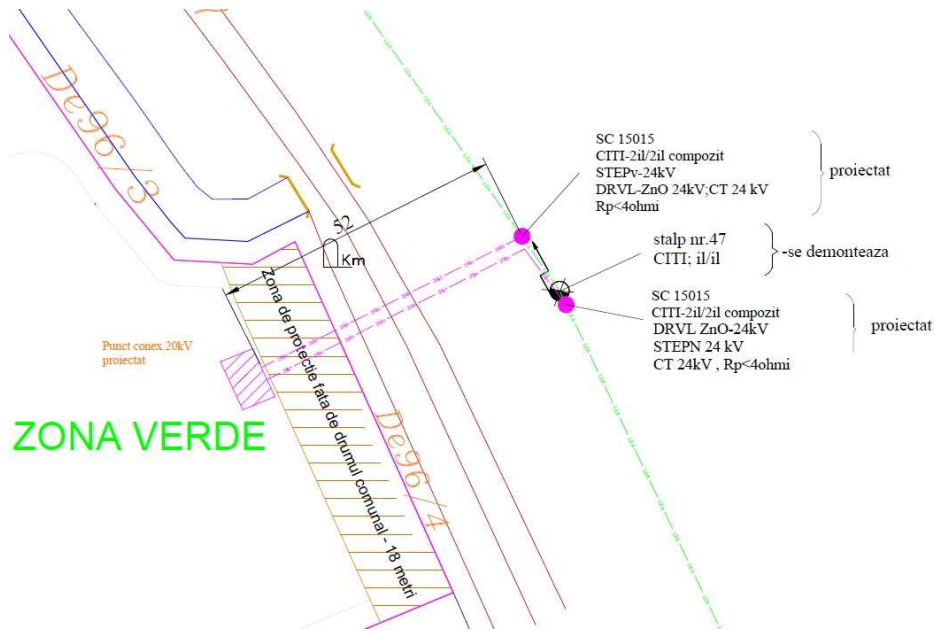 De96/3
SC 15015
CITI-2il/2il compozit
STEPv-24kV
DRVL-ZnO 24kV;CT 24 kV
Rp<4ohmi
proiectat
52
Km
stalp nr.47
CITI; il/il
-se demonteaza
SC 15015
CITI-2il/2il compozit
DRVL ZnO-24kV
STEPN 24 kV
CT 24kV , Rp<4ohmi
proiectat
Zona de protectie fata de drumul comunal - 18 metri
Punct conex.20kV
proiectat
ZONA VERDE
De96/4